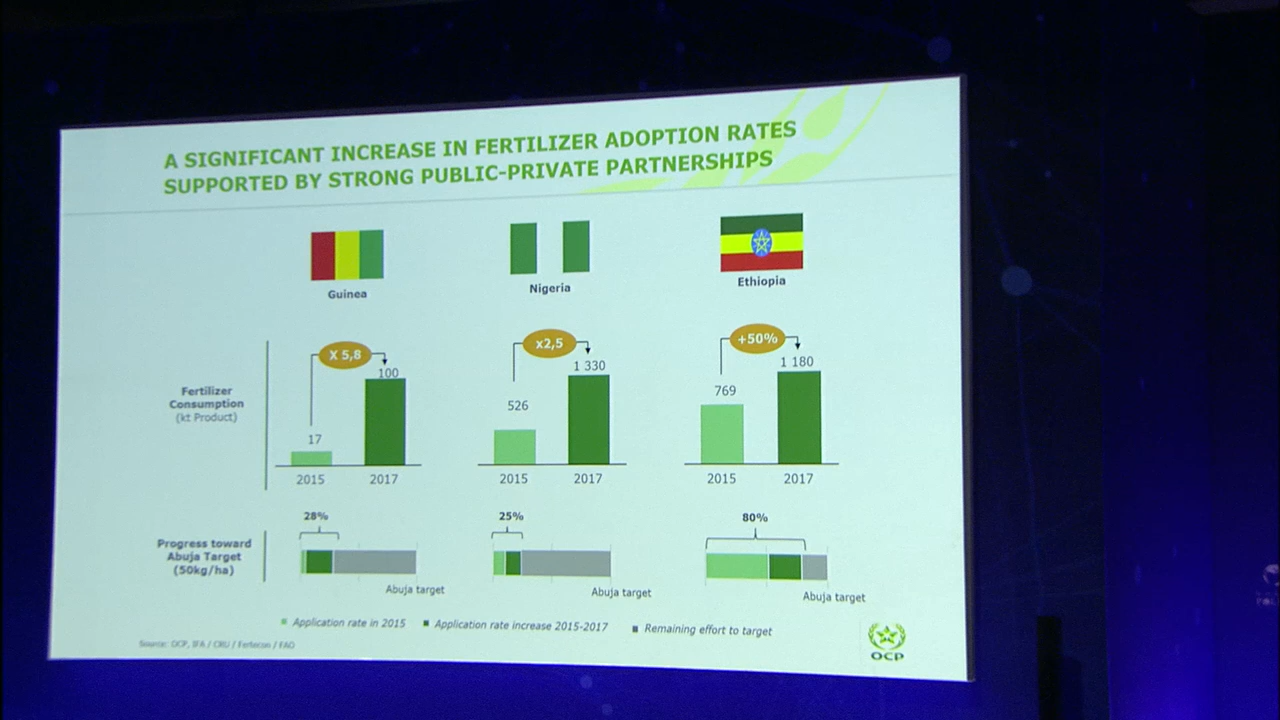 A SIGNIFICANT INCREASE IN FERTILIZER ADOPTION RATES
SUPPORTED BY STRONG PUBLIC-PRIVATE PARTNERSHIPS
Guinea
Nigeria
Ethiopia
Fertilizer
Consumption
(kt Product)
X 5,8
100
17
2015
2017
x2,5
1 330
526
2015
2017
+50%
1 180
769
2015
2017
Progress toward
Abuja Target
(50kg/ha)
28%
Abuja target
25%
Abuja target
80%
Abuja target
Application rate in 2015
Application rate increase 2015-2017
Remaining effort to target
Source: OCP, IFA / CRU / Fertecon / FAO
OCP